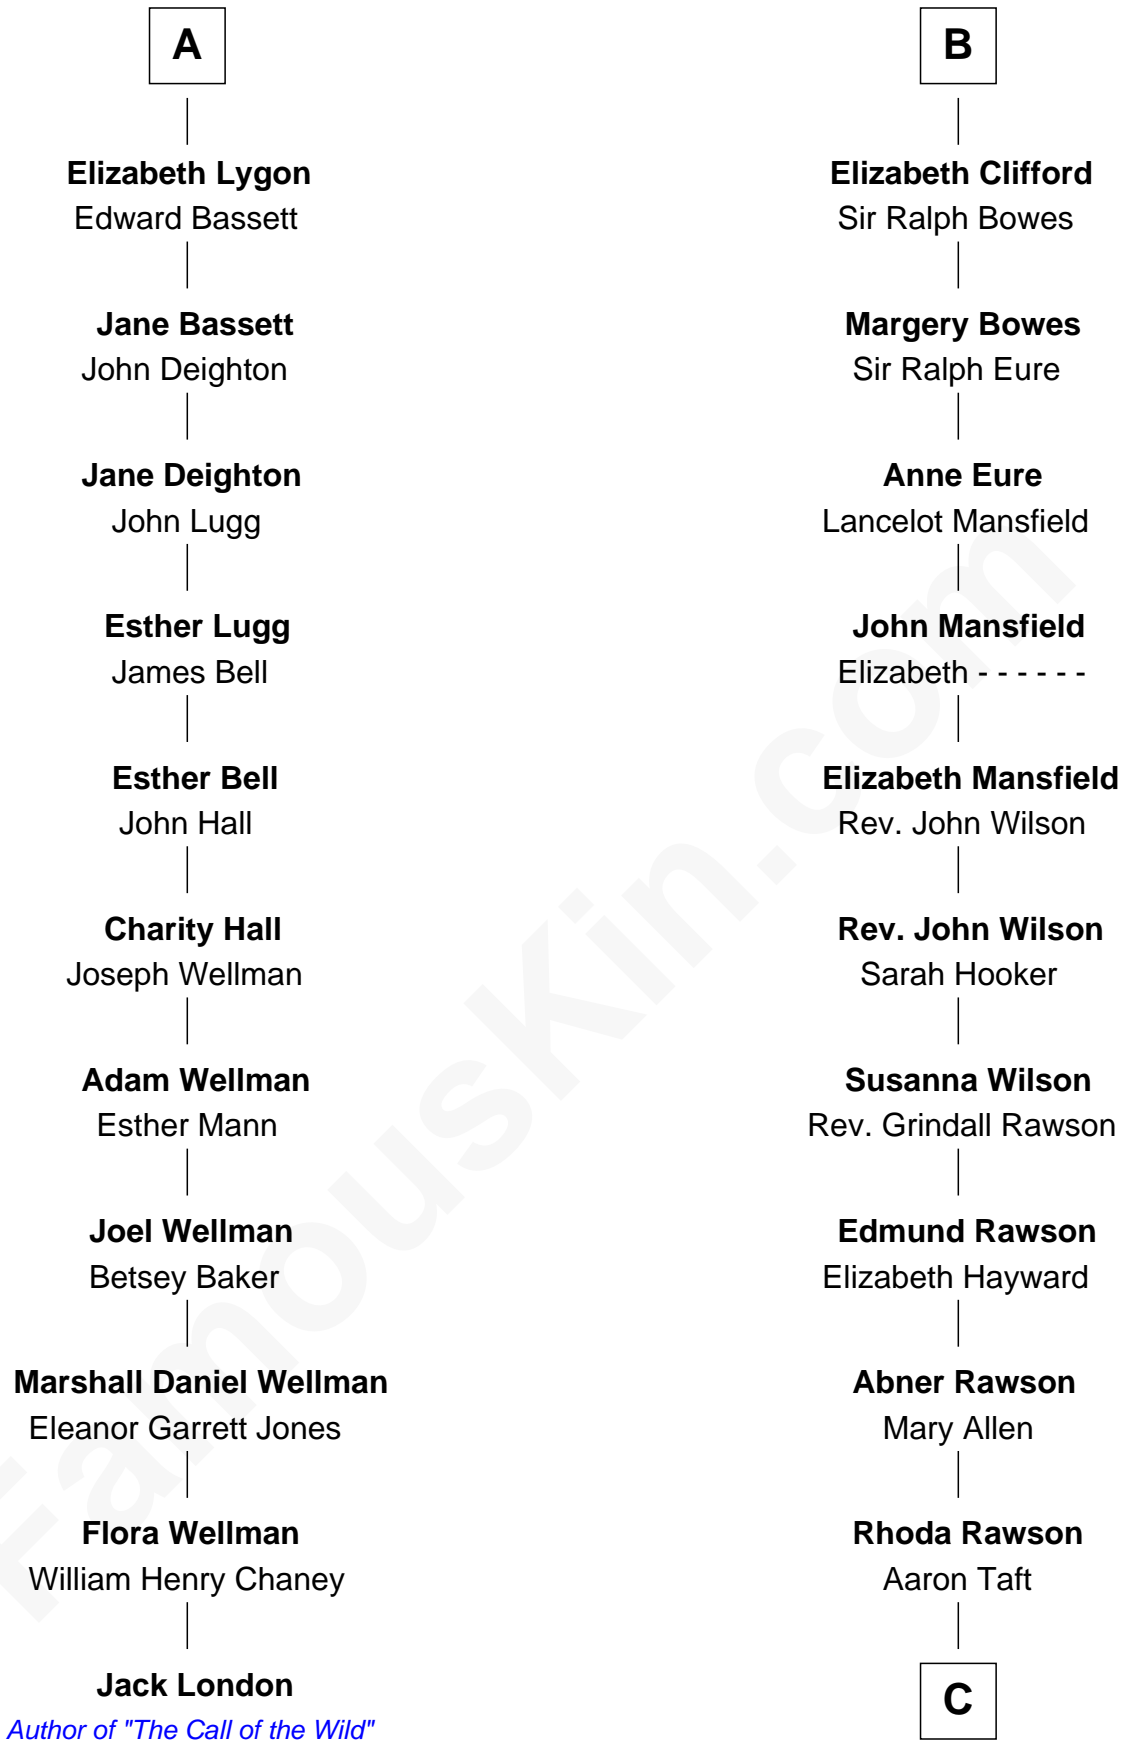 A
Elizabeth Lygon
Edward Bassett
Jane Bassett
John Deighton
Jane Deighton
John Lugg
Esther Lugg
James Bell
Esther Bell
John Hall
Charity Hall
Joseph Wellman
Adam Wellman
Esther Mann
Joel Wellman
Betsey Baker
Marshall Daniel Wellman
Eleanor Garrett Jones
Flora Wellman
William Henry Chaney
Jack London
Author of "The Call of the Wild"
B
Elizabeth Clifford
Sir Ralph Bowes
Margery Bowes
Sir Ralph Eure
Anne Eure
Lancelot Mansfield
John Mansfield
Elizabeth - - - - - -
Elizabeth Mansfield
Rev. John Wilson
Rev. John Wilson
Sarah Hooker
Susanna Wilson
Rev. Grindall Rawson
Edmund Rawson
Elizabeth Hayward
Abner Rawson
Mary Allen
Rhoda Rawson
Aaron Taft
C
FamousKin.com